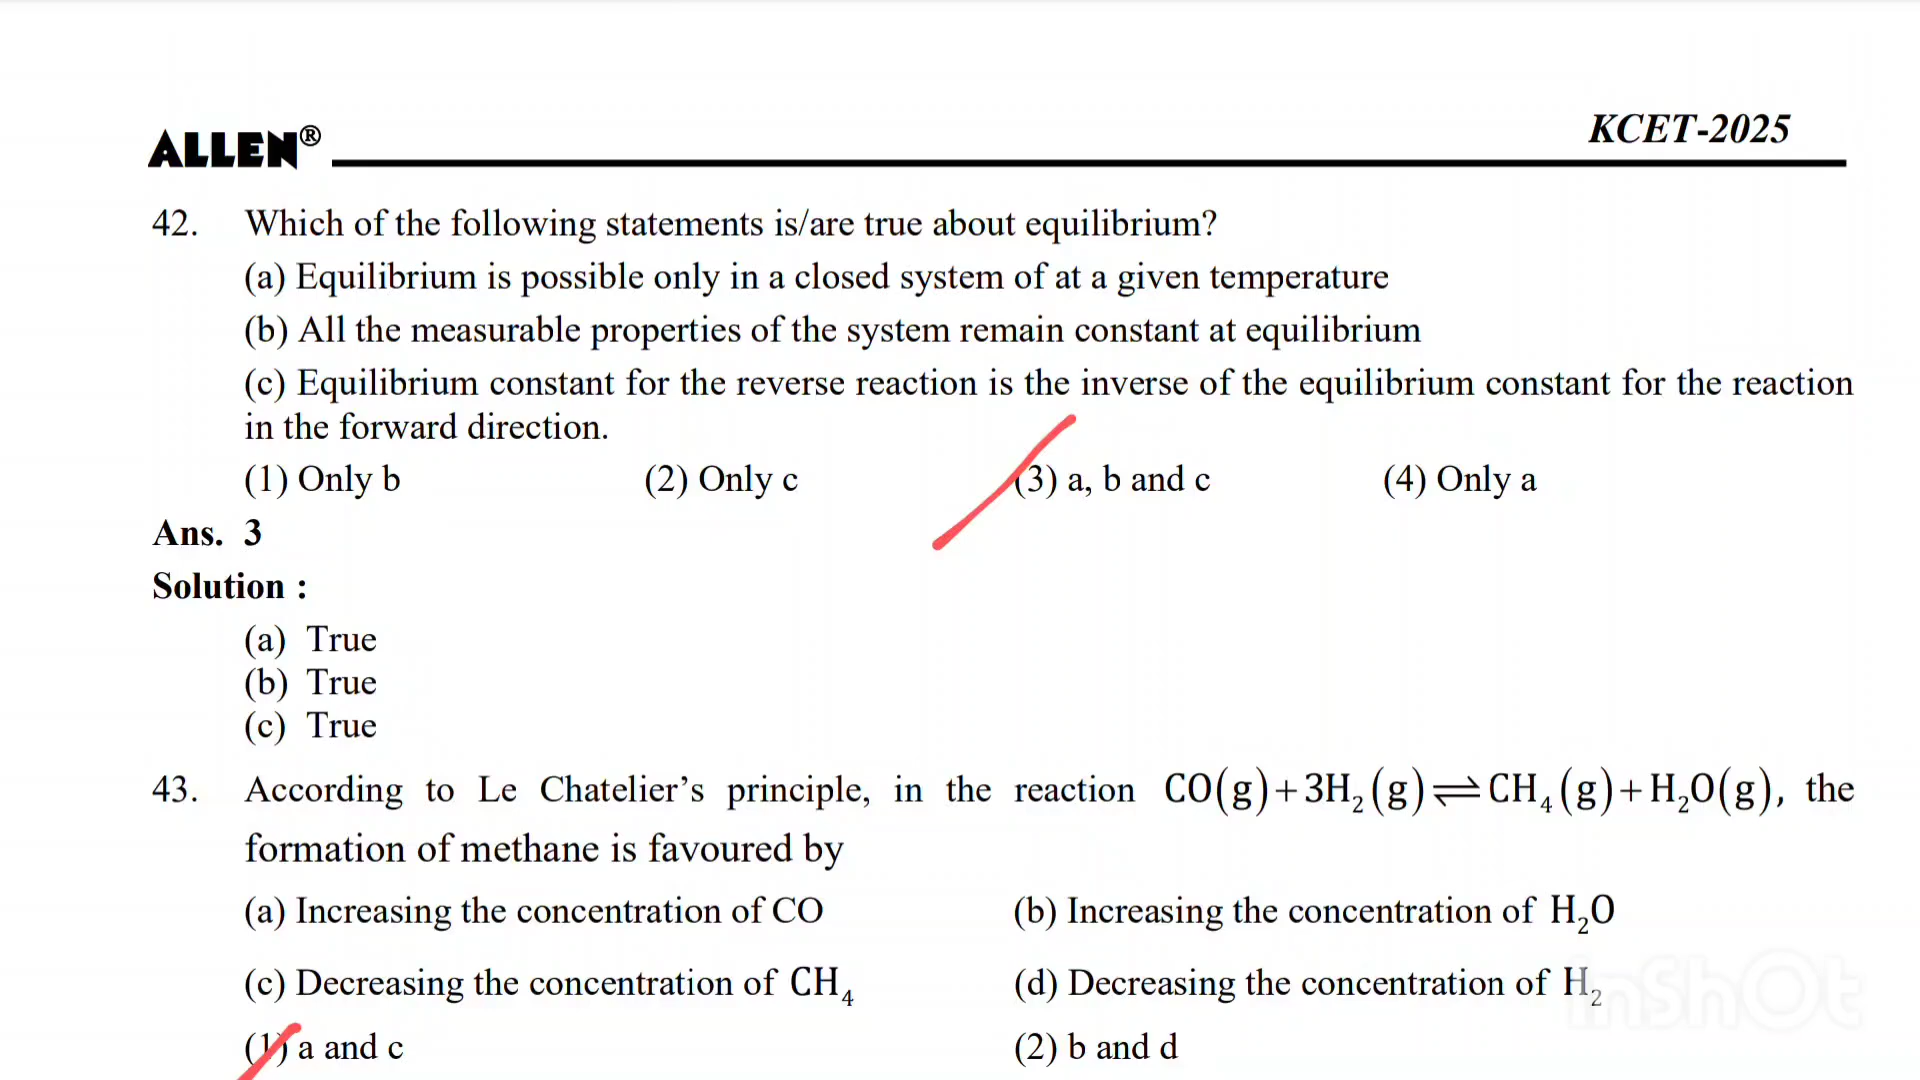 ALLEN®
KCET-2025
42. Which of the following statements is/are true about equilibrium?
(a) Equilibrium is possible only in a closed system of at a given temperature
(b) All the measurable properties of the system remain constant at equilibrium
(c) Equilibrium constant for the reverse reaction is the inverse of the equilibrium constant for the reaction
in the forward direction.
(1) Only b (2) Only c (3) a, b and c (4) Only a
Ans. 3
Solution :
(a) True
(b) True
(c) True
43. According to Le Chatelier’s principle, in the reaction CO(g)+3H₂(g)⇌CH₄(g)+H₂O(g), the
formation of methane is favoured by
(a) Increasing the concentration of CO (b) Increasing the concentration of H₂O
(c) Decreasing the concentration of CH₄ (d) Decreasing the concentration of H₂
InShOt
(1) a and c (2) b and d